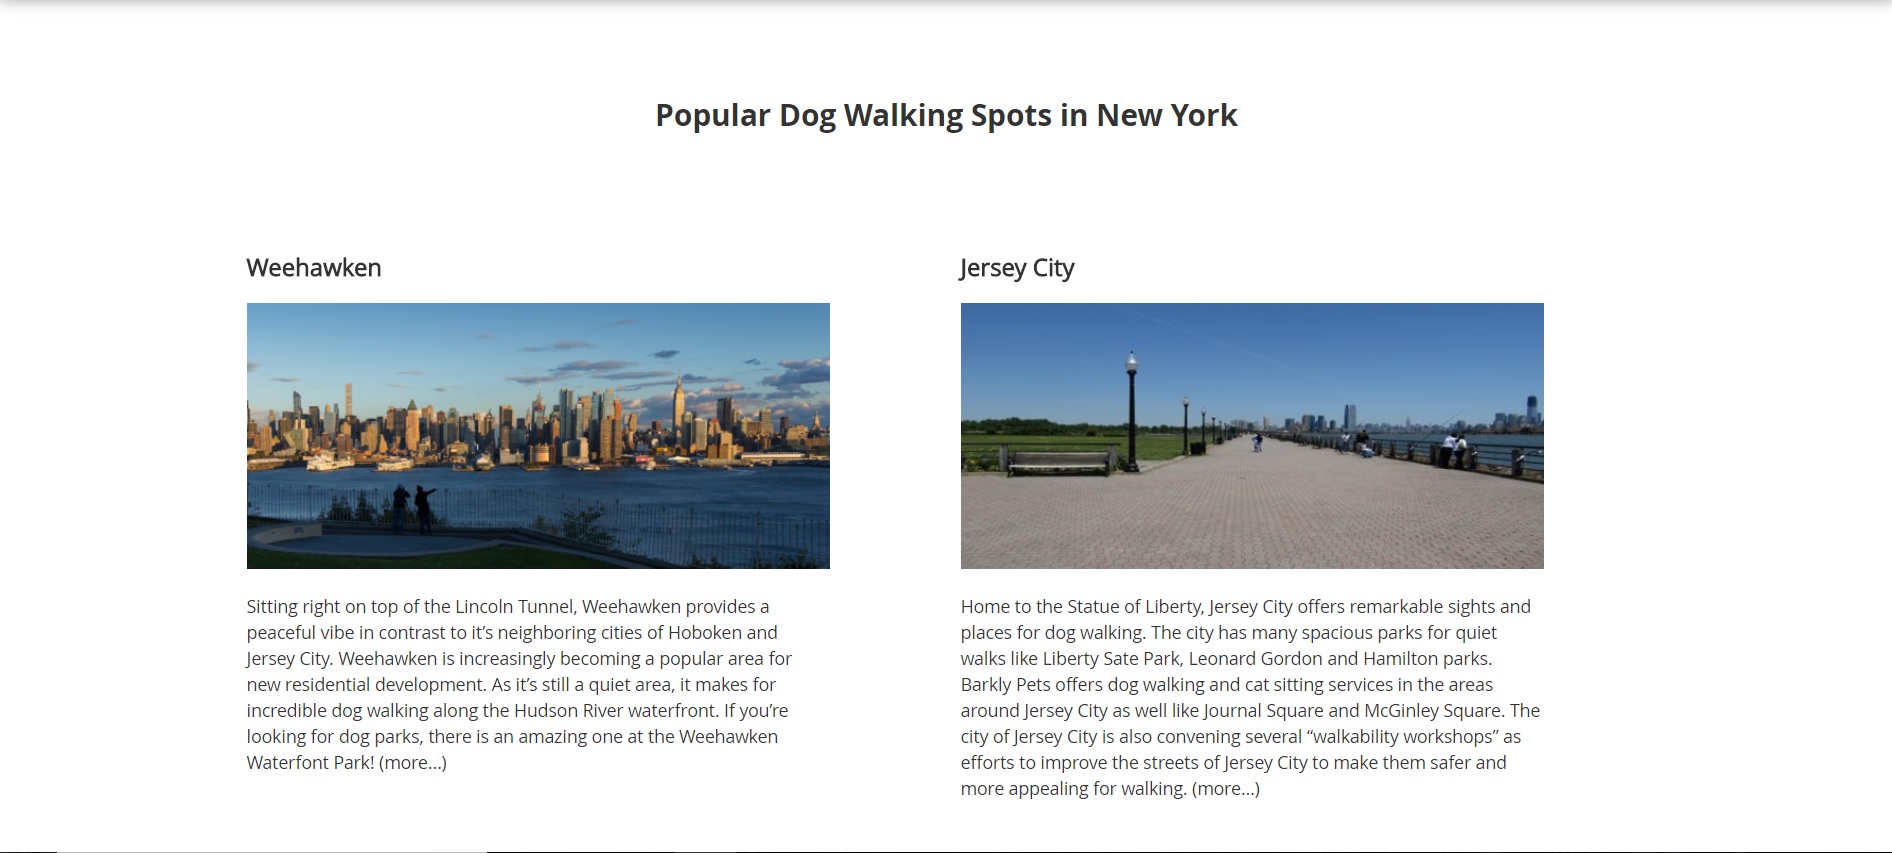 Popular Dog Walking Spots in New York
Weehawken
Sitting right on top of the Lincoln Tunnel, Weehawken provides a
peaceful vibe in contrast to it’s neighboring cities of Hoboken and
Jersey City. Weehawken is increasingly becoming a popular area for
new residential development. As it’s still a quiet area, it makes for
incredible dog walking along the Hudson River waterfront. If you’re
looking for dog parks, there is an amazing one at the Weehawken
Waterfont Park! (more…)
Jersey City
Home to the Statue of Liberty, Jersey City offers remarkable sights and
places for dog walking. The city has many spacious parks for quiet
walks like Liberty Sate Park, Leonard Gordon and Hamilton parks.
Barkly Pets offers dog walking and cat sitting services in the areas
around Jersey City as well like Journal Square and McGinley Square. The
city of Jersey City is also convening several “walkability workshops” as
efforts to improve the streets of Jersey City to make them safer and
more appealing for walking. (more…)